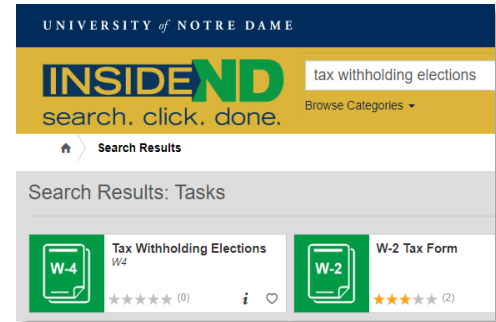 UNIVERSITY of NOTRE DAME
INSIDEND
search. click. done.
tax withholding elections
Browse Categories
Search Results
Search Results: Tasks
W-4
Tax Withholding Elections
W4
(0)
i
W-2
W-2 Tax Form
(2)